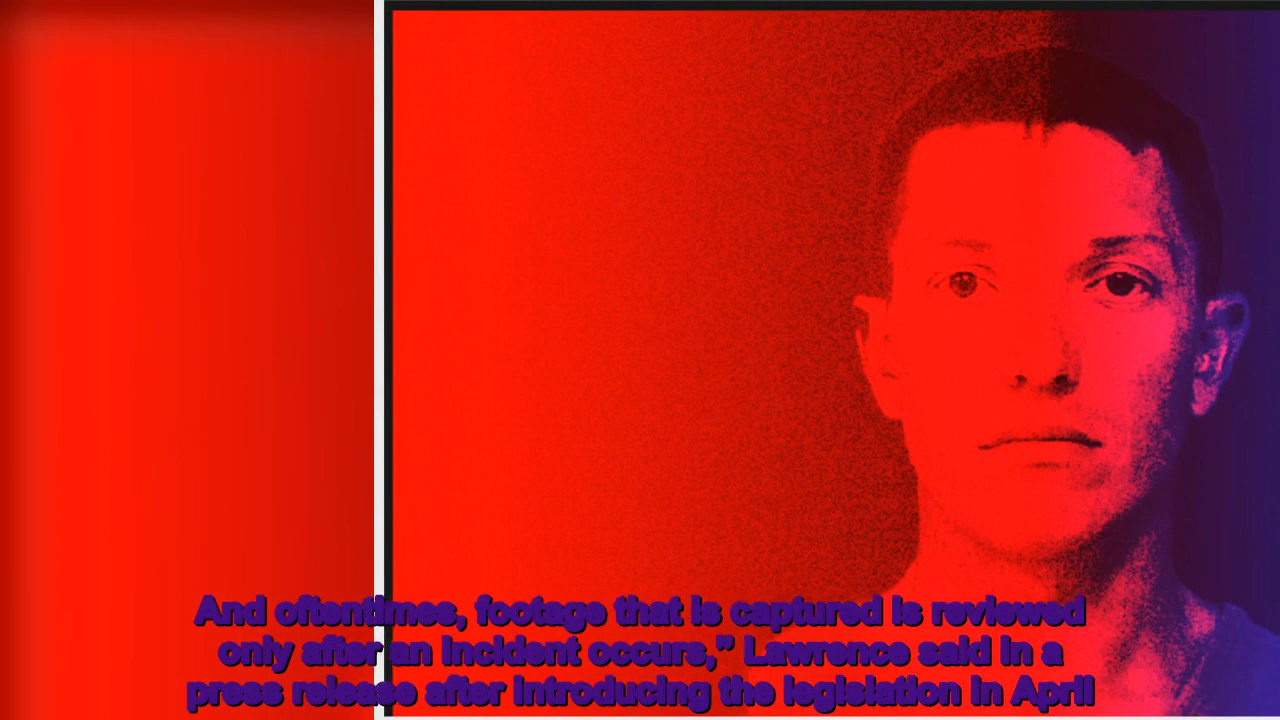 And oftentimes, footage that is captured is reviewed
only after an incident occurs,” Lawrence said in a
press release after introducing the legislation in April